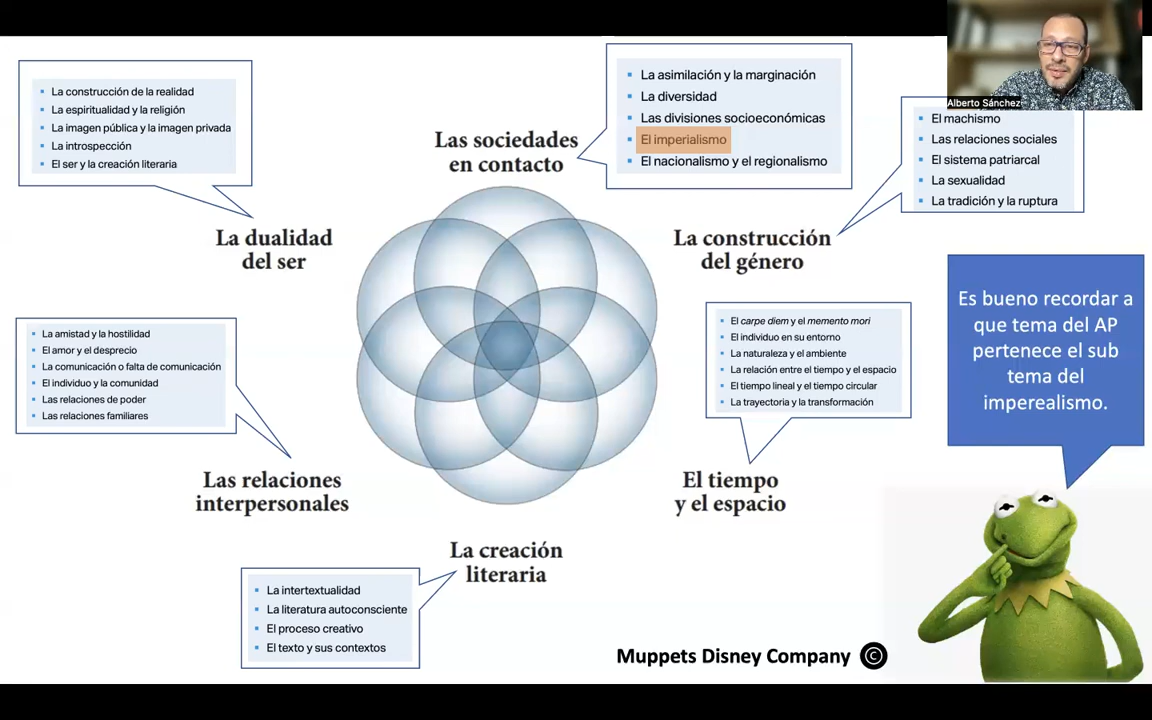 Alberto Sánchez
La construcción de la realidad
La espiritualidad y la religión
La imagen pública y la imagen privada
La introspección
El ser y la creación literaria
La dualidad
del ser
Las sociedades
en contacto
La asimilación y la marginación
La diversidad
Las divisiones socioeconómicas
El imperialismo
El nacionalismo y el regionalismo
El machismo
Las relaciones sociales
El sistema patriarcal
La sexualidad
La tradición y la ruptura
La construcción
del género
Es bueno recordar a
que tema del AP
pertenece el sub
tema del
imperealismo.
La amistad y la hostilidad
El amor y el desprecio
La comunicación o falta de comunicación
El individuo y la comunidad
Las relaciones de poder
Las relaciones familiares
Las relaciones
interpersonales
El carpe diem y el memento mori
El individuo en su entorno
La naturaleza y el ambiente
La relación entre el tiempo y el espacio
El tiempo lineal y el tiempo circular
La trayectoria y la transformación
El tiempo
y el espacio
La creación
literaria
La intertextualidad
La literatura autoconsciente
El proceso creativo
El texto y sus contextos
Muppets Disney Company ©